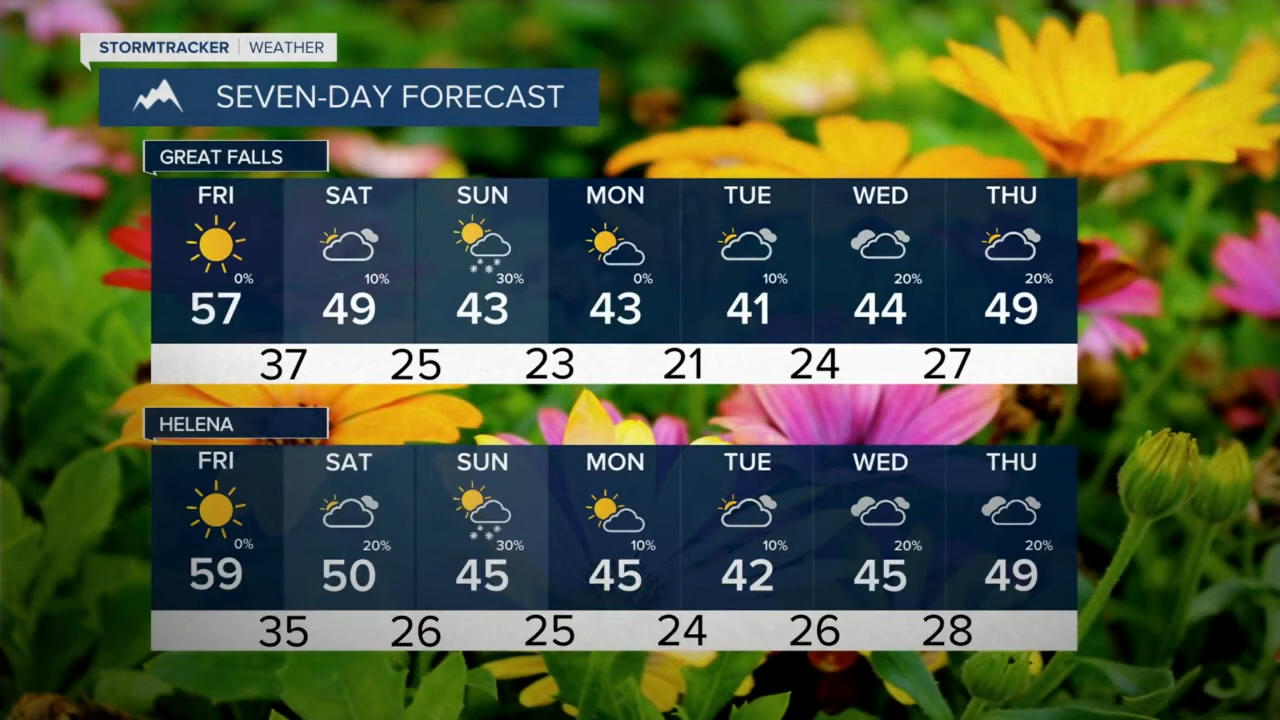 STORMTRACKER | WEATHER
SEVEN-DAY FORECAST
GREAT FALLS
FRI SAT SUN MON TUE WED THU
0% 10% 30% 0% 10% 20% 20%
57 49 43 43 41 44 49
37 25 23 21 24 27
HELENA
FRI SAT SUN MON TUE WED THU
0% 20% 30% 10% 10% 20% 20%
59 50 45 45 42 45 49
35 26 25 24 26 28